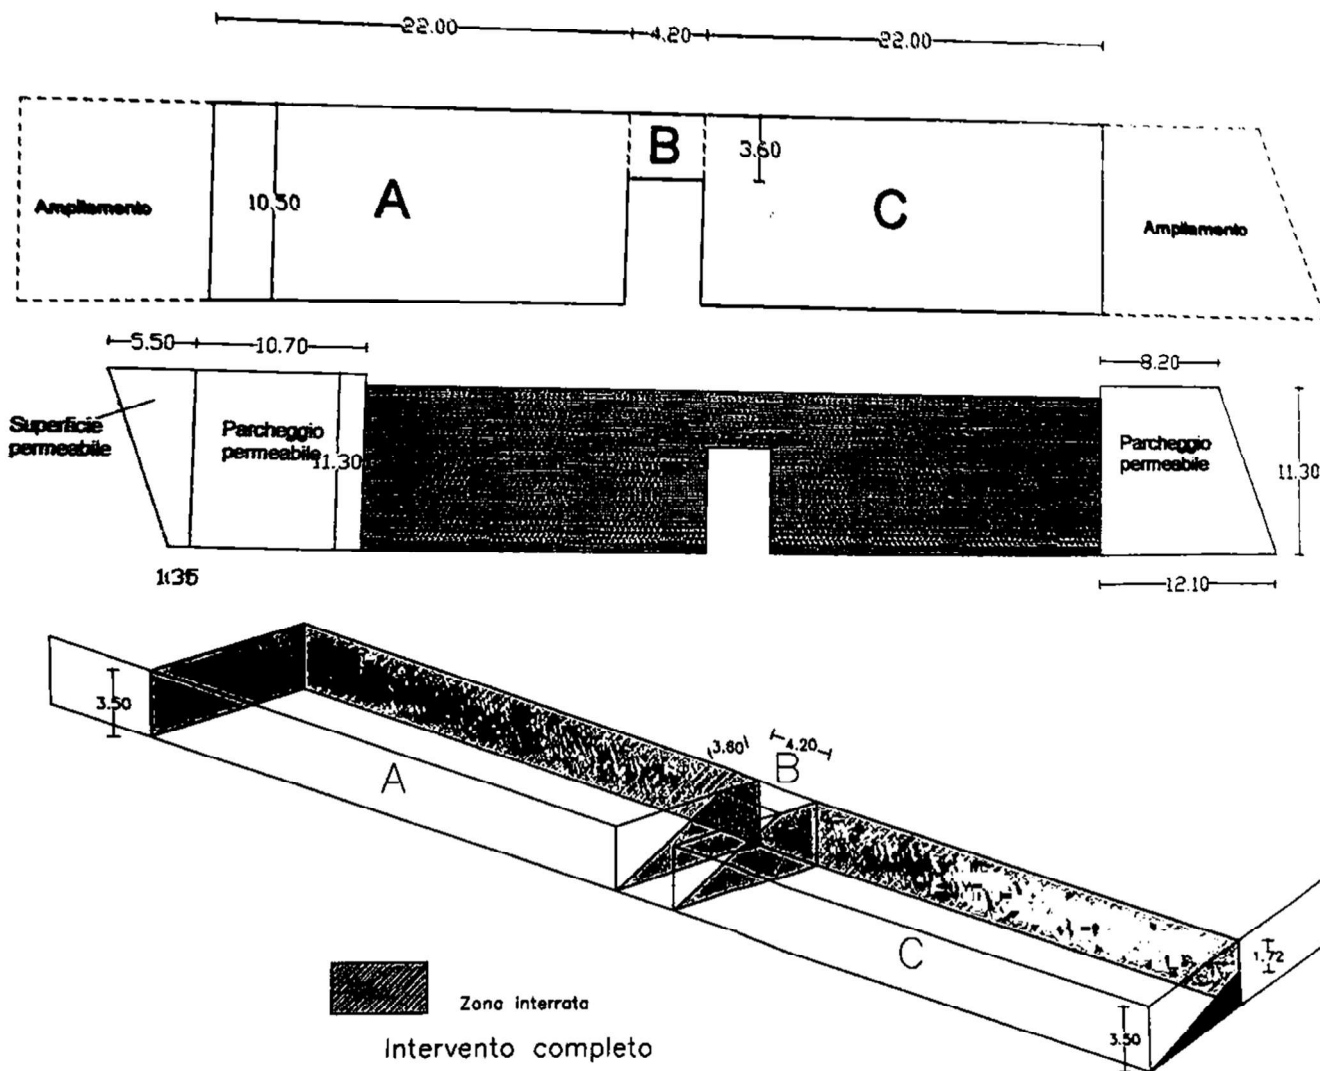 22.00 4.20 22.00
A
B
C
3.60
10.50
Ampliamento
Ampliamento
5.50 10.70
8.20
Superficie
permeabile
Parcheggio
permeabile
11.30
Parcheggio
permeabile
11.30
12.10
3.50
A
3.60
4.20
B
C
1.72
3.50
Zona interrata
Intervento completo